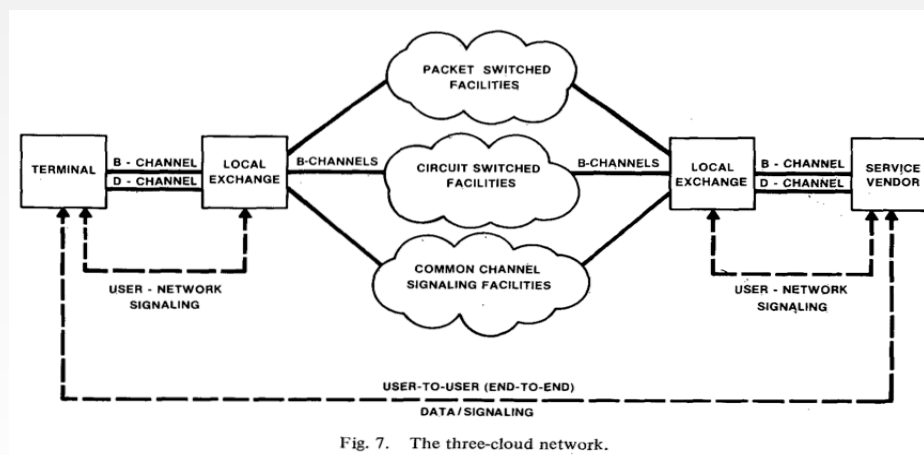 PACKET SWITCHED
FACILITIES
TERMINAL
B - CHANNEL
D - CHANNEL
LOCAL
EXCHANGE
B-CHANNELS
CIRCUIT SWITCHED
FACILITIES
B-CHANNELS
LOCAL
EXCHANGE
B - CHANNEL
D - CHANNEL
SERVICE
VENDOR
COMMON CHANNEL
SIGNALING FACILITIES
USER - NETWORK
SIGNALING
USER - NETWORK
SIGNALING
USER-TO-USER (END-TO-END)
DATA/SIGNALING
Fig. 7. The three-cloud network.